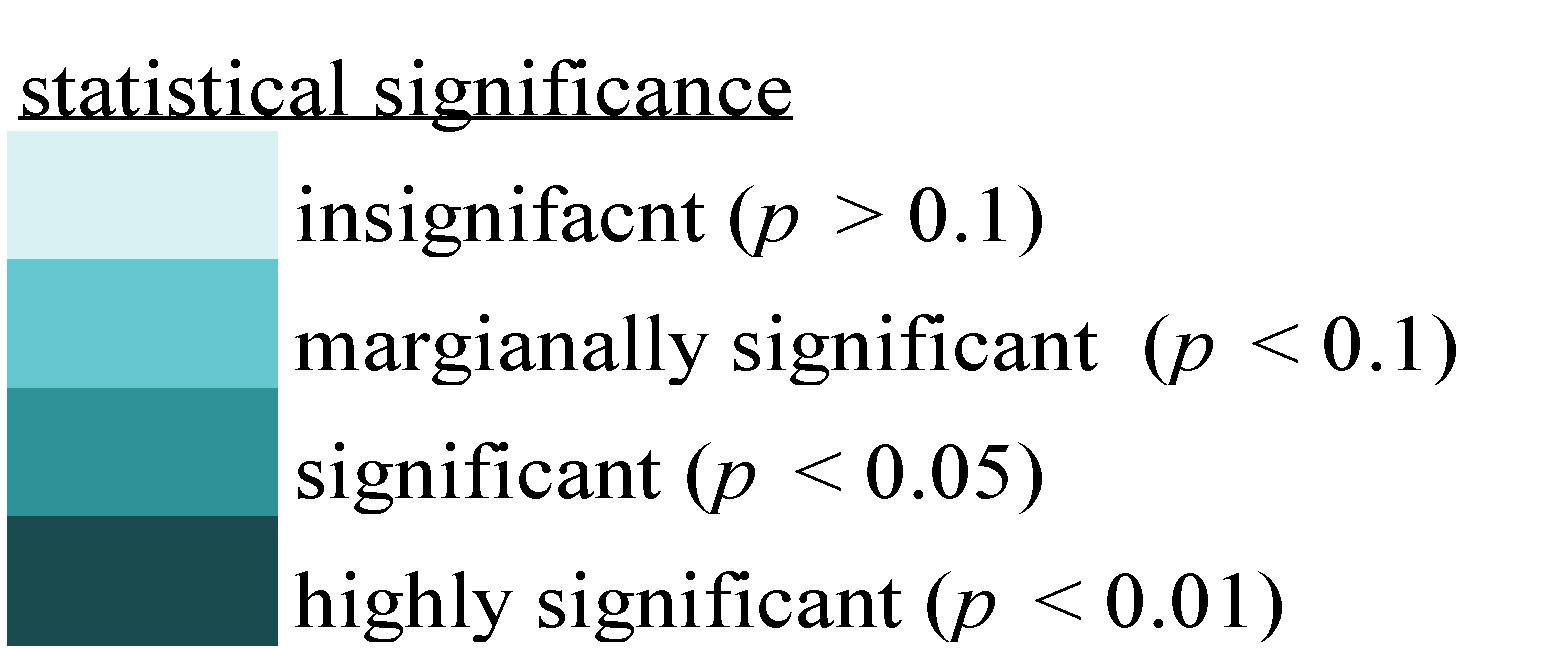 statistical significance
insignifacnt (p > 0.1)
margianally significant (p < 0.1)
significant (p < 0.05)
highly significant (p < 0.01)